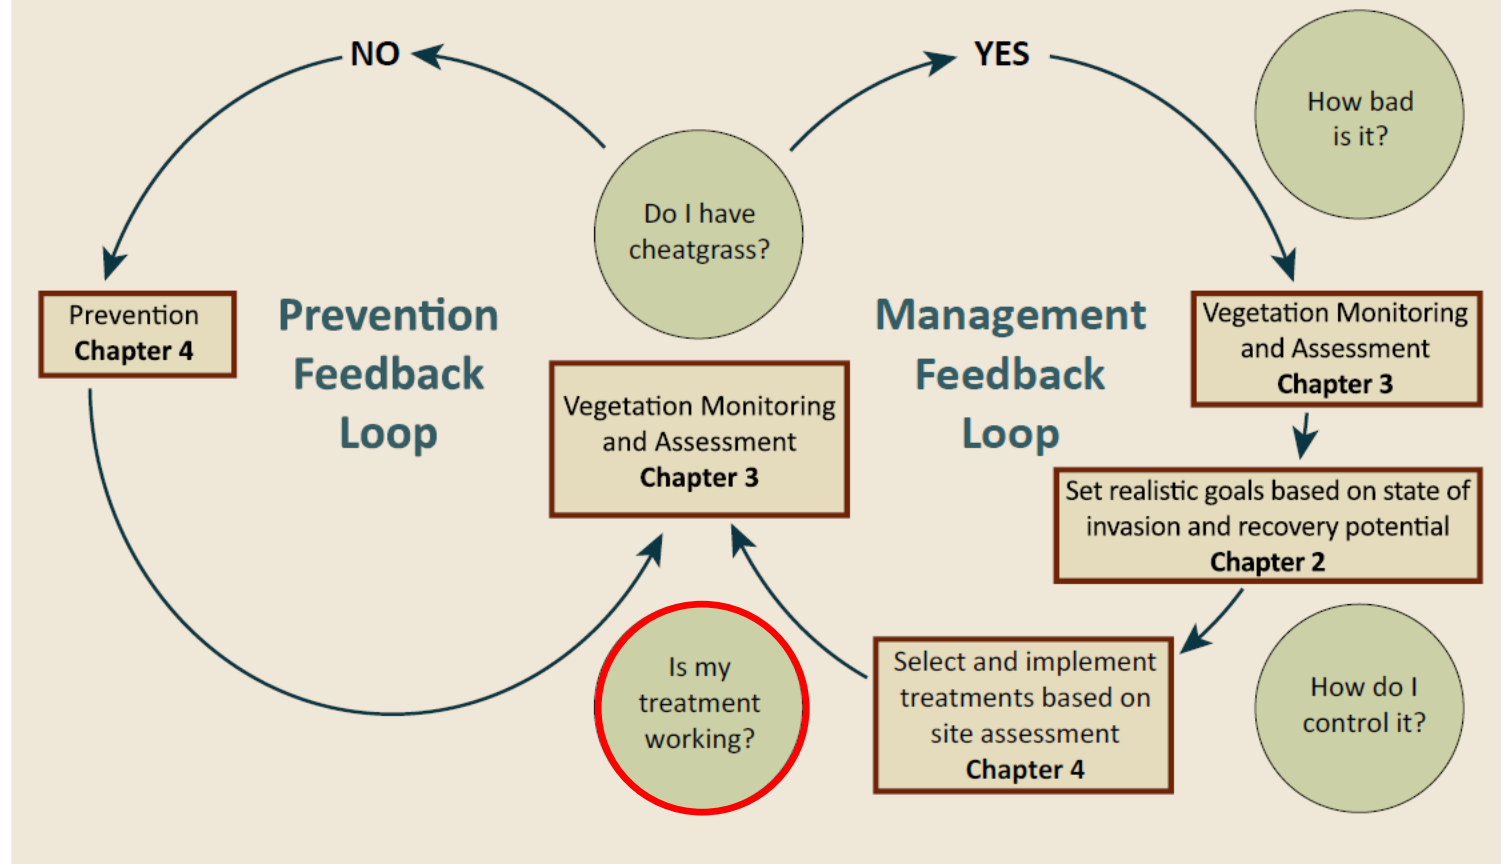 NO
YES
How bad
is it?
Do I have
cheatgrass?
Prevention
Chapter 4
Prevention
Feedback
Loop
Management
Feedback
Loop
Vegetation Monitoring
and Assessment
Chapter 3
Vegetation Monitoring
and Assessment
Chapter 3
Set realistic goals based on state of
invasion and recovery potential
Chapter 2
Is my
treatment
working?
Select and implement
treatments based on
site assessment
Chapter 4
How do I
control it?